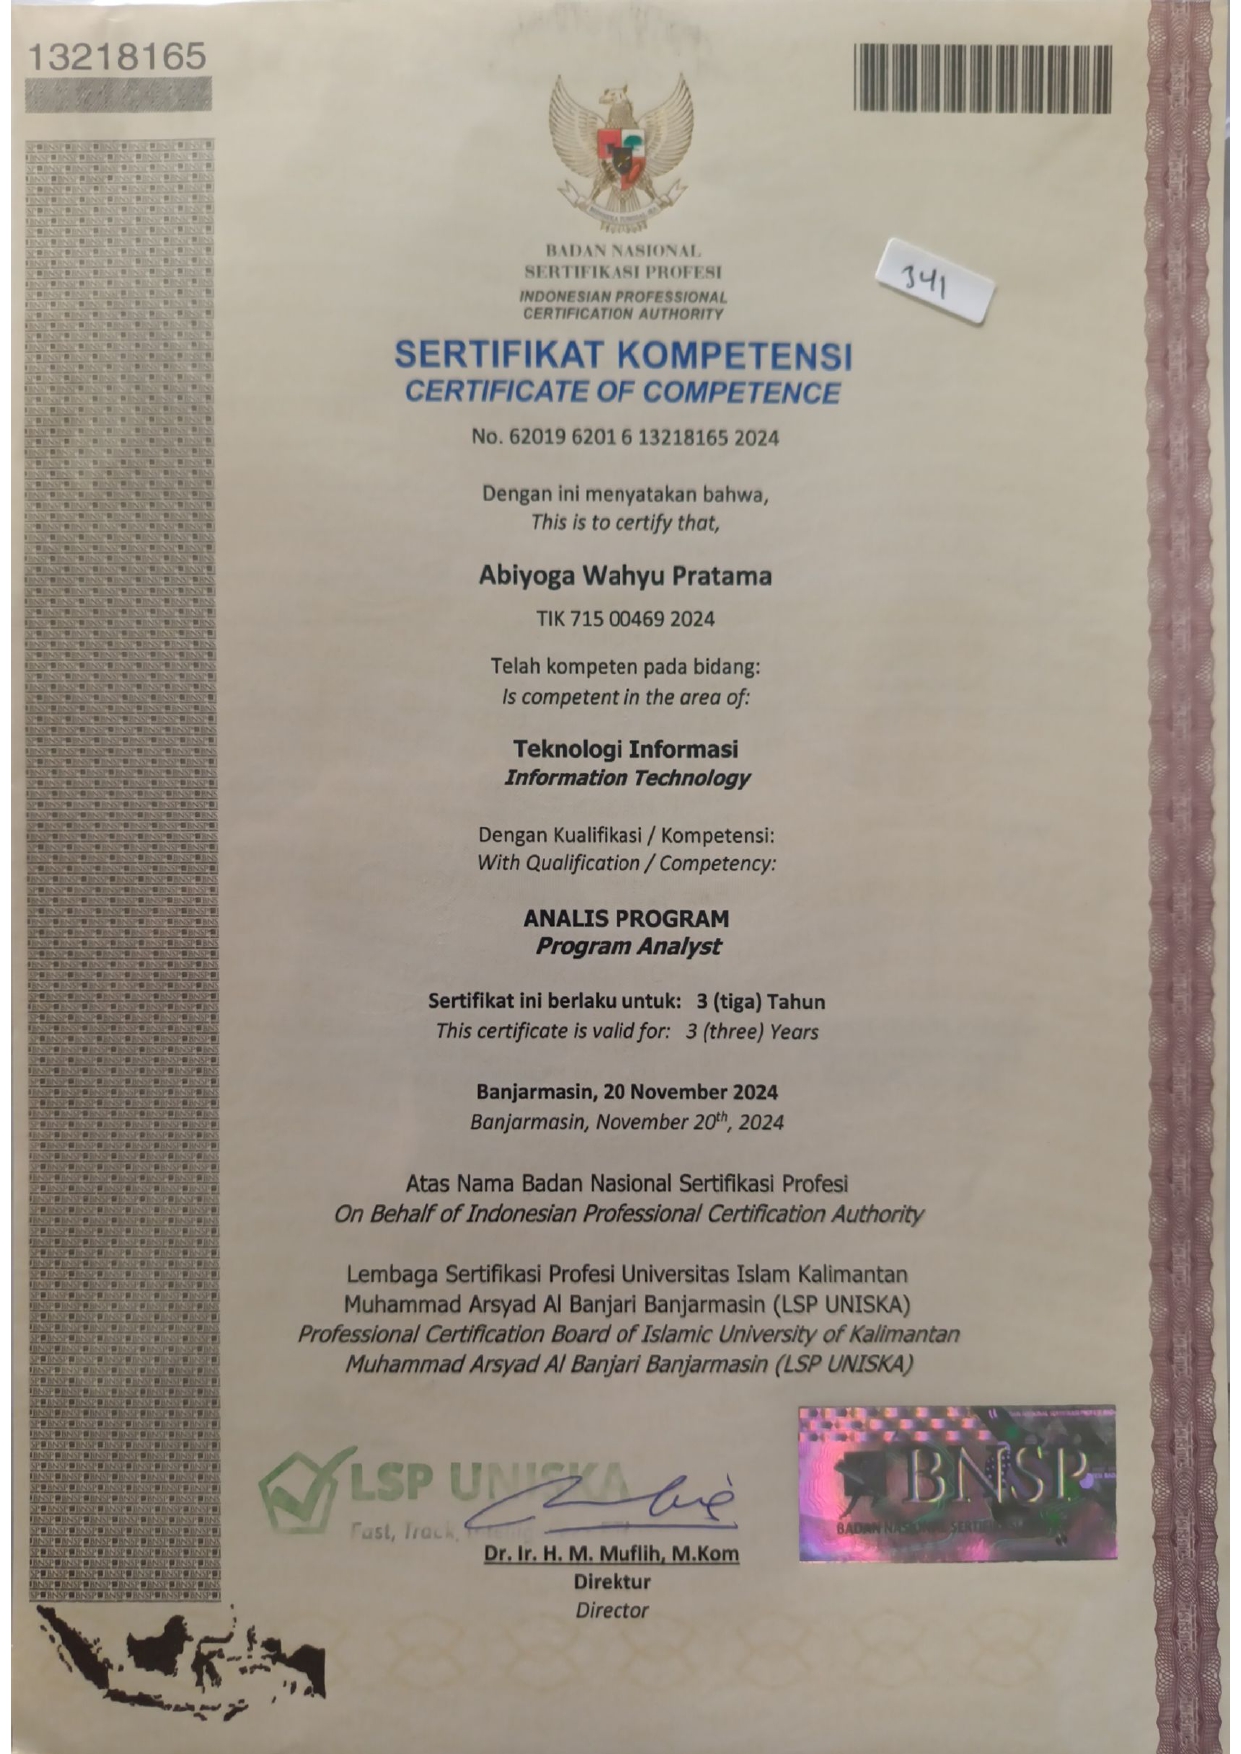 13218165
BADAN NASIONAL
SERTIFIKASI PROFESI
INDONESIAN PROFESSIONAL
CERTIFICATION AUTHORITY
341
SERTIFIKAT KOMPETENSI
CERTIFICATE OF COMPETENCE
No. 62019 6201 6 13218165 2024
Dengan ini menyatakan bahwa,
This is to certify that,
Abiyoga Wahyu Pratama
TIK 715 00469 2024
Telah kompeten pada bidang:
Is competent in the area of:
Teknologi Informasi
Information Technology
Dengan Kualifikasi / Kompetensi:
With Qualification / Competency:
ANALIS PROGRAM
Program Analyst
Sertifikat ini berlaku untuk: 3 (tiga) Tahun
This certificate is valid for: 3 (three) Years
Banjarmasin, 20 November 2024
Banjarmasin, November 20th, 2024
Atas Nama Badan Nasional Sertifikasi Profesi
On Behalf of Indonesian Professional Certification Authority
Lembaga Sertifikasi Profesi Universitas Islam Kalimantan
Muhammad Arsyad Al Banjari Banjarmasin (LSP UNISKA)
Professional Certification Board of Islamic University of Kalimantan
Muhammad Arsyad Al Banjari Banjarmasin (LSP UNISKA)
LSP UNISKA
Fast, Track,
BNSP
BADAN NASIONAL
Dr. Ir. H. M. Muflih, M.Kom
Direktur
Director